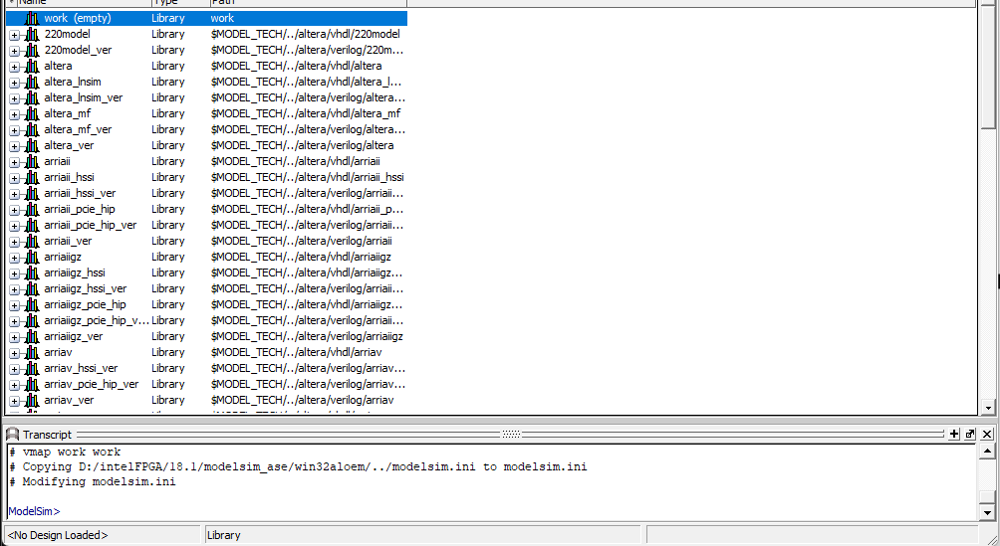 Name Type Path
work (empty) Library work
220model Library $MODEL_TECH/../altera/vhdl/220model
220model_ver Library $MODEL_TECH/../altera/verilog/220m...
altera Library $MODEL_TECH/../altera/vhdl/altera
altera_lnsim Library $MODEL_TECH/../altera/vhdl/altera_l...
altera_lnsim_ver Library $MODEL_TECH/../altera/verilog/altera...
altera_mf Library $MODEL_TECH/../altera/vhdl/altera_mf
altera_mf_ver Library $MODEL_TECH/../altera/verilog/altera...
altera_ver Library $MODEL_TECH/../altera/verilog/altera
arriaii Library $MODEL_TECH/../altera/vhdl/arriaii
arriaii_hssi Library $MODEL_TECH/../altera/vhdl/arriaii_hssi
arriaii_hssi_ver Library $MODEL_TECH/../altera/verilog/arriaii...
arriaii_pcie_hip Library $MODEL_TECH/../altera/vhdl/arriaii_p...
arriaii_pcie_hip_ver Library $MODEL_TECH/../altera/verilog/arriaii...
arriaii_ver Library $MODEL_TECH/../altera/verilog/arriaii
arriaiigz Library $MODEL_TECH/../altera/vhdl/arriaiigz
arriaiigz_hssi Library $MODEL_TECH/../altera/vhdl/arriaiigz...
arriaiigz_hssi_ver Library $MODEL_TECH/../altera/verilog/arriaii...
arriaiigz_pcie_hip Library $MODEL_TECH/../altera/vhdl/arriaiigz...
arriaiigz_pcie_hip_v... Library $MODEL_TECH/../altera/verilog/arriaii...
arriaiigz_ver Library $MODEL_TECH/../altera/verilog/arriaiigz
arriav Library $MODEL_TECH/../altera/vhdl/arriav
arriav_hssi_ver Library $MODEL_TECH/../altera/verilog/arriav...
arriav_pcie_hip_ver Library $MODEL_TECH/../altera/verilog/arriav...
arriav_ver Library $MODEL_TECH/../altera/verilog/arriav
Transcript
# vmap work work
# Copying D:/intelFPGA/18.1/modelsim_ase/win32aloem/../modelsim.ini to modelsim.ini
# Modifying modelsim.ini
ModelSim>
<No Design Loaded> Library